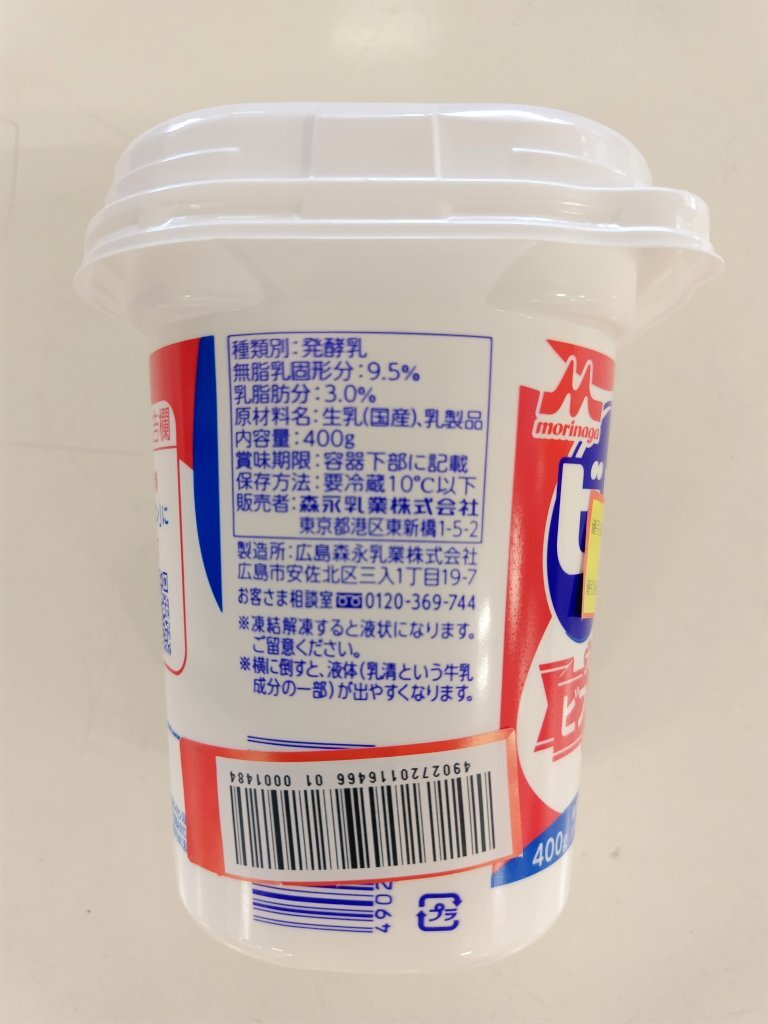 種類別：発酵乳
無脂乳固形分：9.5%
乳脂肪分：3.0%
原材料名：生乳(国産)、乳製品
内容量：400g
賞味期限：容器下部に記載
保存方法：要冷蔵10℃以下
販売者：森永乳業株式会社
東京都港区東新橋1-5-2
製造所：広島森永乳業株式会社
広島市安佐北区三入1丁目19-7
お客さま相談室 0120-369-744
※凍結解凍すると液状になります。
ご留意ください。
※横に倒すと、液体(乳清という牛乳
成分の一部)が出やすくなります。
4902720116466 01 0001484
4902
プラ
morinaga
ビ
ビ
400g